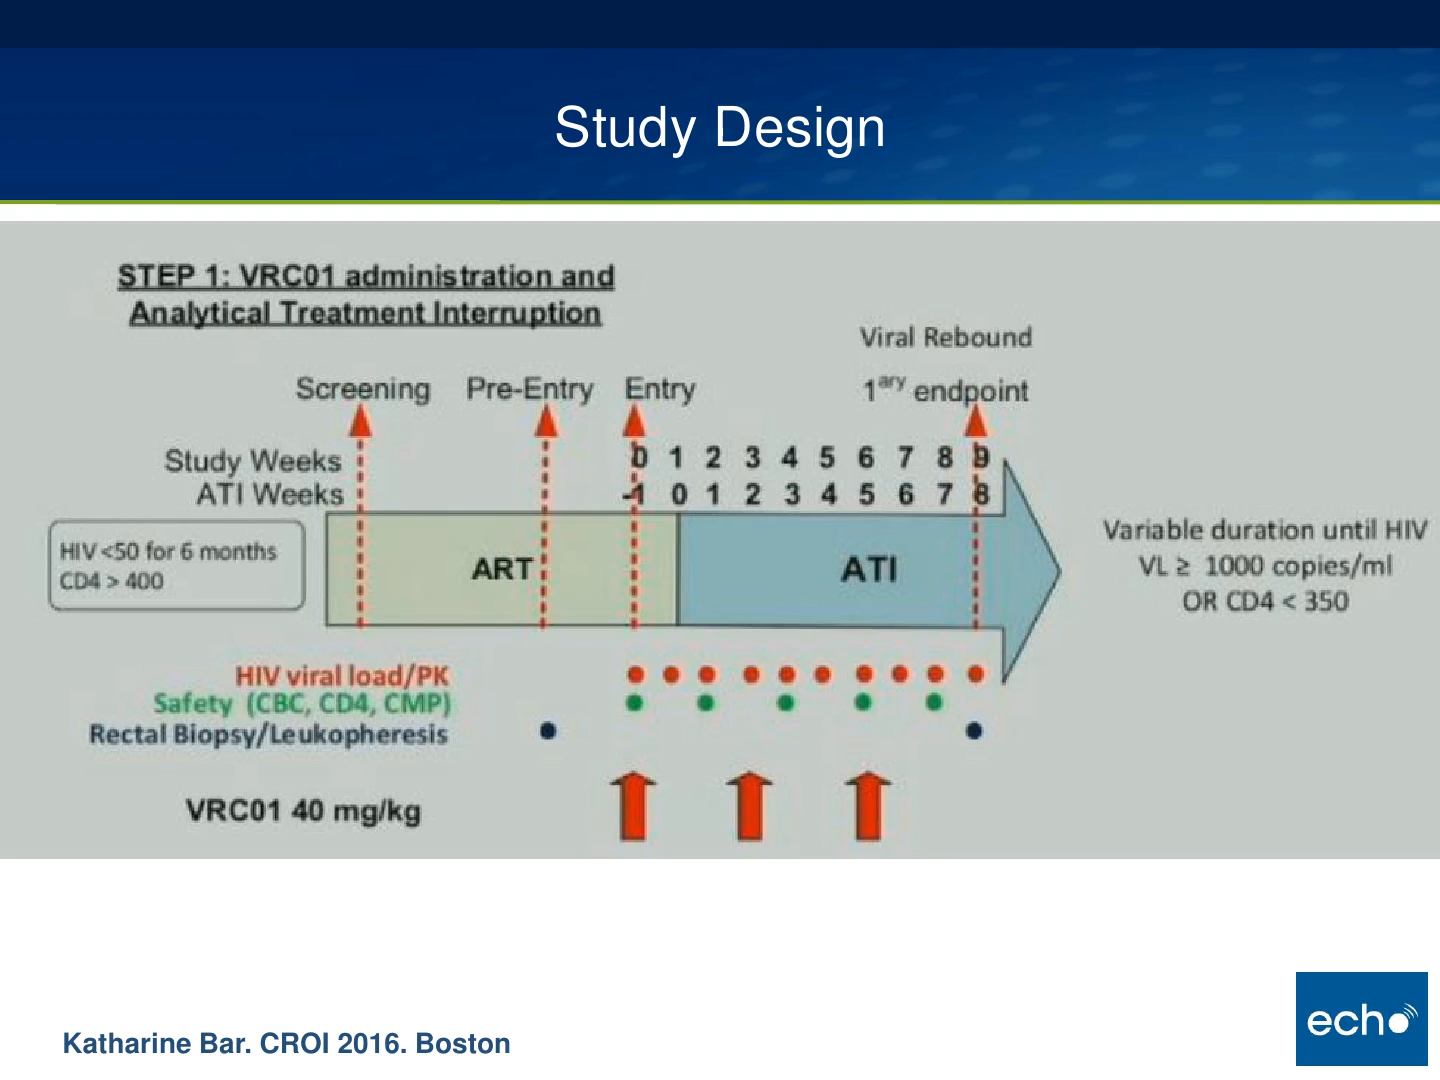 Study Design
STEP 1: VRC01 administration and
Analytical Treatment Interruption
Viral Rebound
Screening Pre-Entry Entry 1ary endpoint
Study Weeks 0 1 2 3 4 5 6 7 8 9
ATI Weeks -1 0 1 2 3 4 5 6 7 8
HIV <50 for 6 months
CD4 > 400
ART
ATI
Variable duration until HIV
VL ≥ 1000 copies/ml
OR CD4 < 350
HIV viral load/PK
Safety (CBC, CD4, CMP)
Rectal Biopsy/Leukopheresis
VRC01 40 mg/kg
Katharine Bar. CROI 2016. Boston
echo